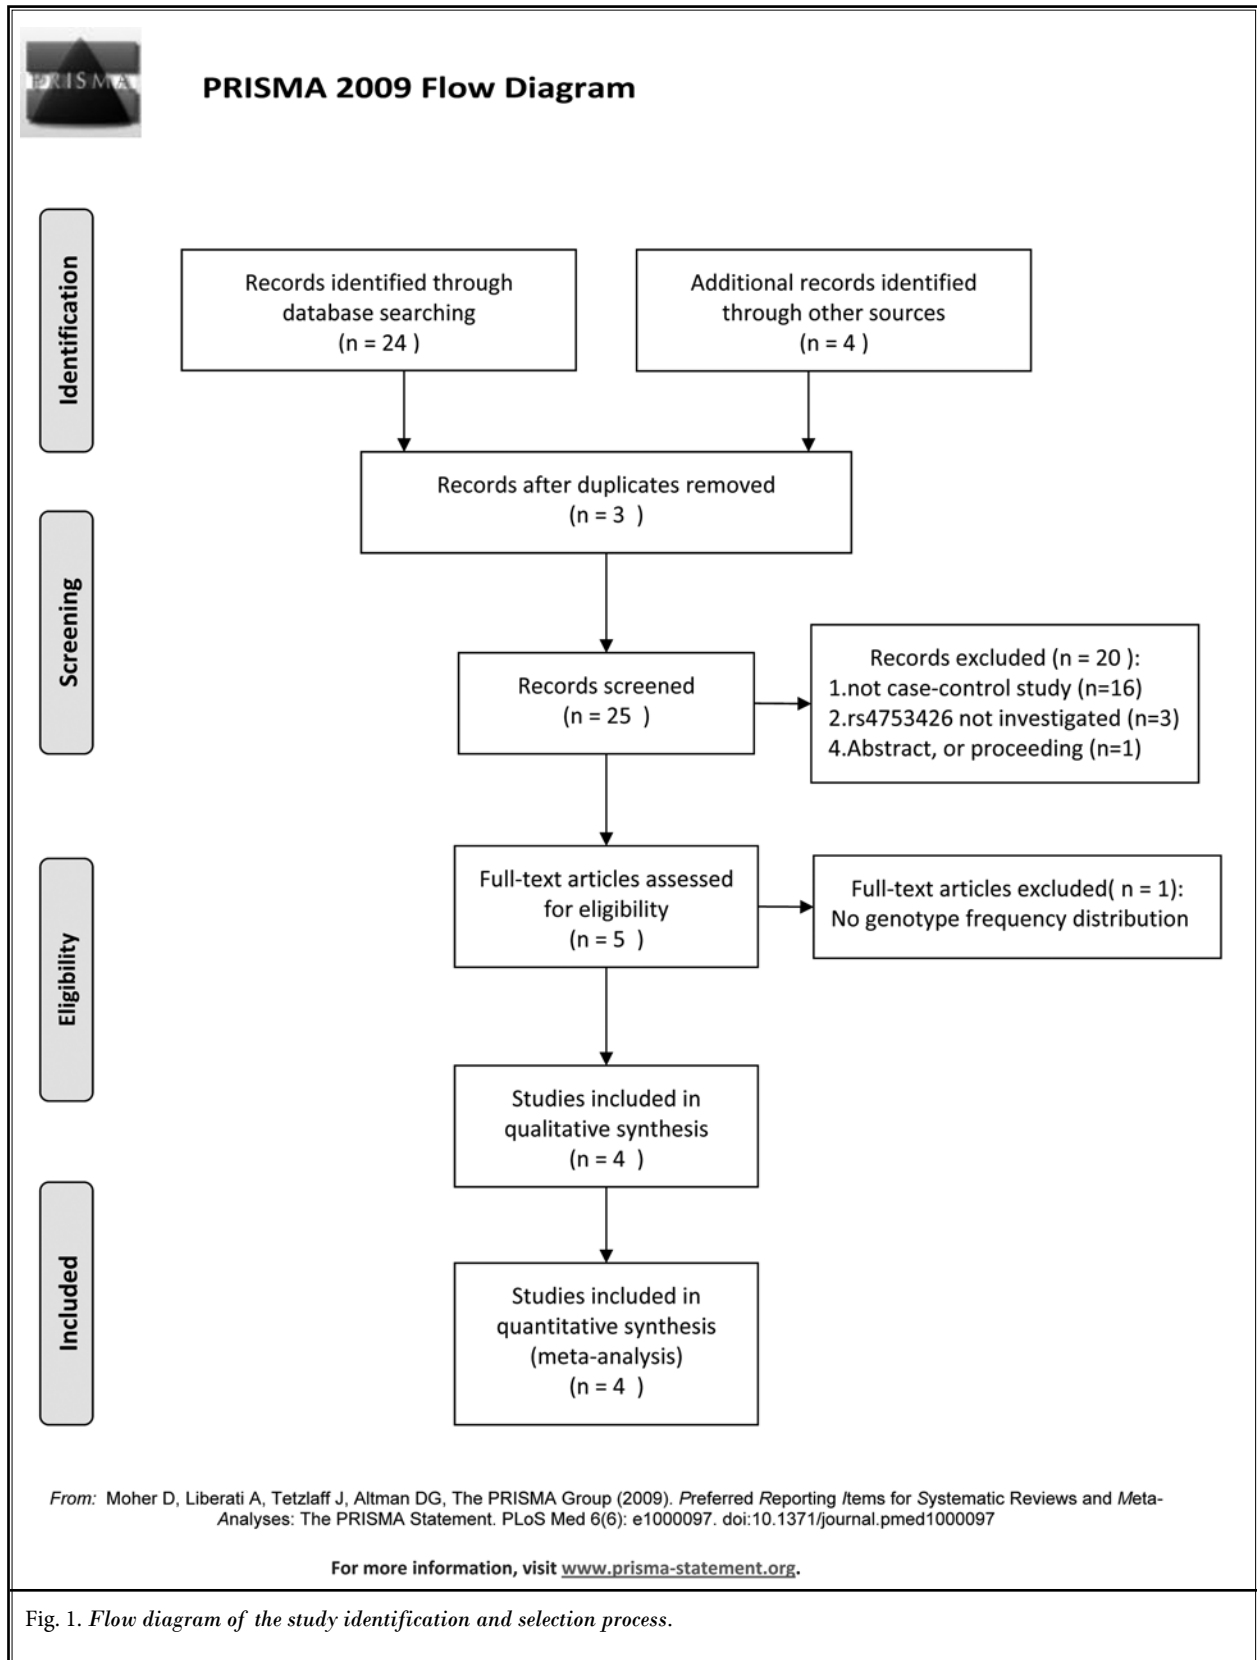 PRISMA
PRISMA 2009 Flow Diagram
Identification
Records identified through
database searching
(n = 24 )
Additional records identified
through other sources
(n = 4 )
Records after duplicates removed
(n = 3 )
Screening
Records screened
(n = 25 )
Records excluded (n = 20 ):
1.not case-control study (n=16)
2.rs4753426 not investigated (n=3)
4.Abstract, or proceeding (n=1)
Eligibility
Full-text articles assessed
for eligibility
(n = 5 )
Full-text articles excluded( n = 1):
No genotype frequency distribution
Studies included in
qualitative synthesis
(n = 4 )
Included
Studies included in
quantitative synthesis
(meta-analysis)
(n = 4 )
From: Moher D, Liberati A, Tetzlaff J, Altman DG, The PRISMA Group (2009). Preferred Reporting Items for Systematic Reviews and Meta-
Analyses: The PRISMA Statement. PLoS Med 6(6): e1000097. doi:10.1371/journal.pmed1000097
For more information, visit www.prisma-statement.org.
Fig. 1. Flow diagram of the study identification and selection process.